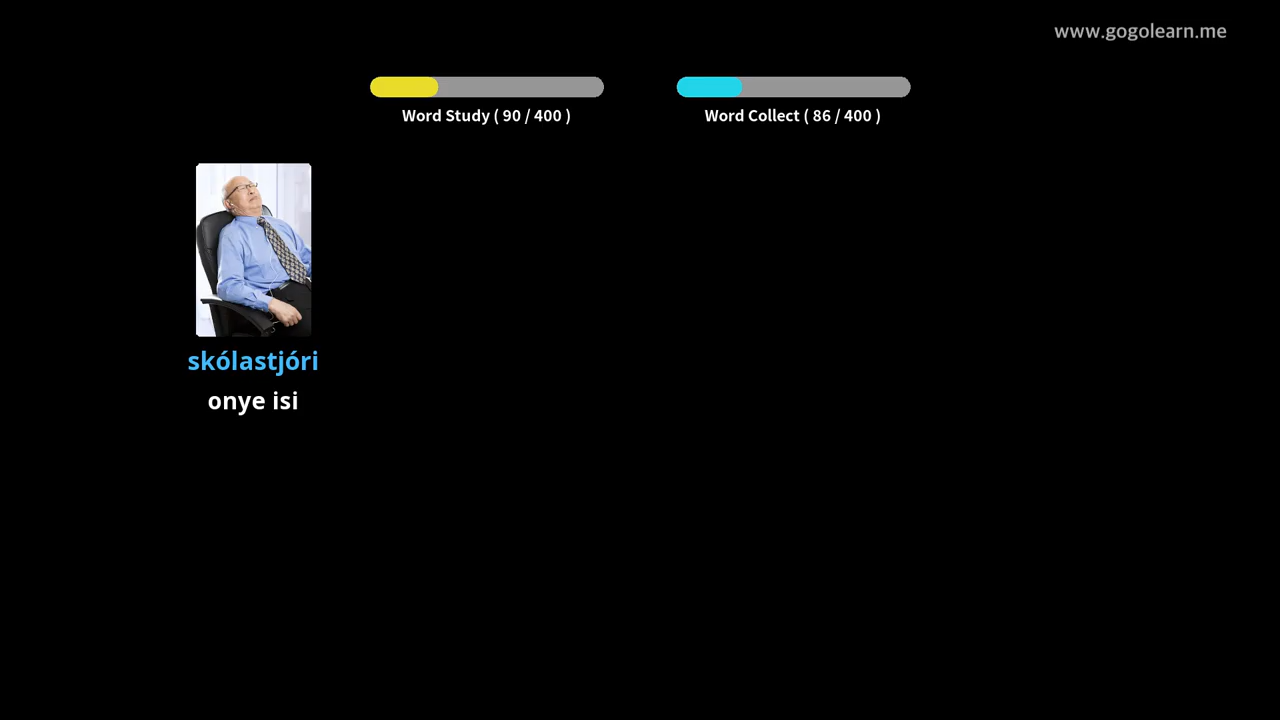 www.gogolearn.me
Word Study ( 90 / 400 )
Word Collect ( 86 / 400 )
skólastjóri
onye isi